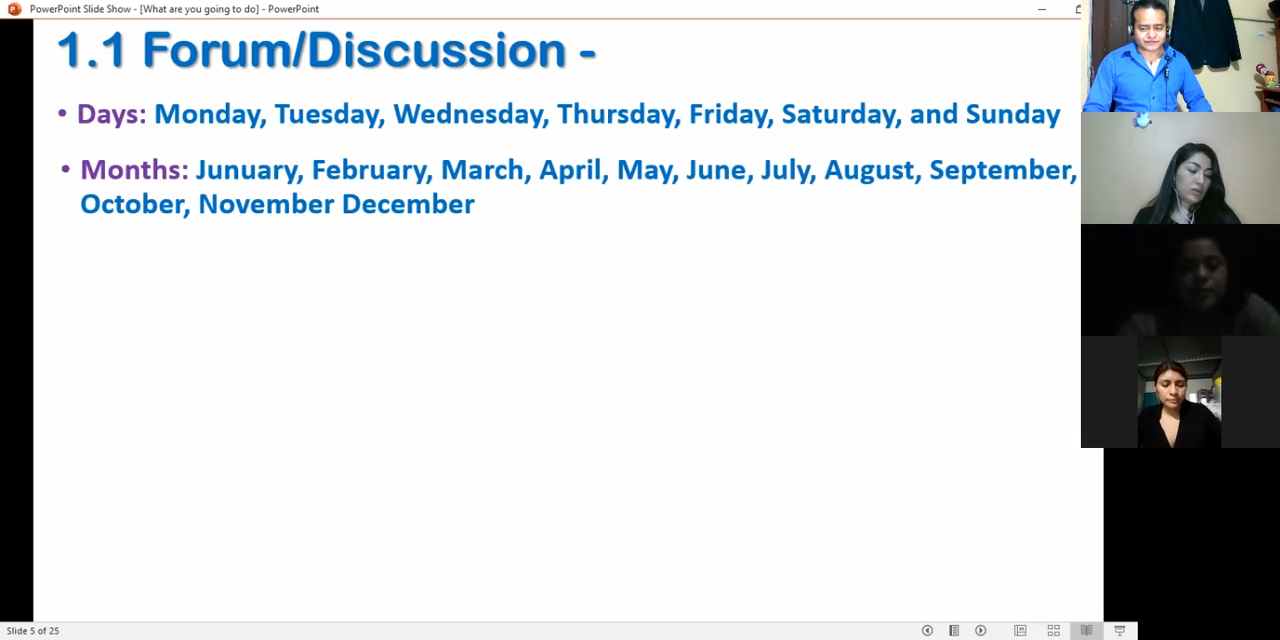 PowerPoint Slide Show - [What are you going to do] - PowerPoint
1.1 Forum/Discussion -
• Days: Monday, Tuesday, Wednesday, Thursday, Friday, Saturday, and Sunday
• Months: Junuary, February, March, April, May, June, July, August, September,
October, November December
Slide 5 of 25